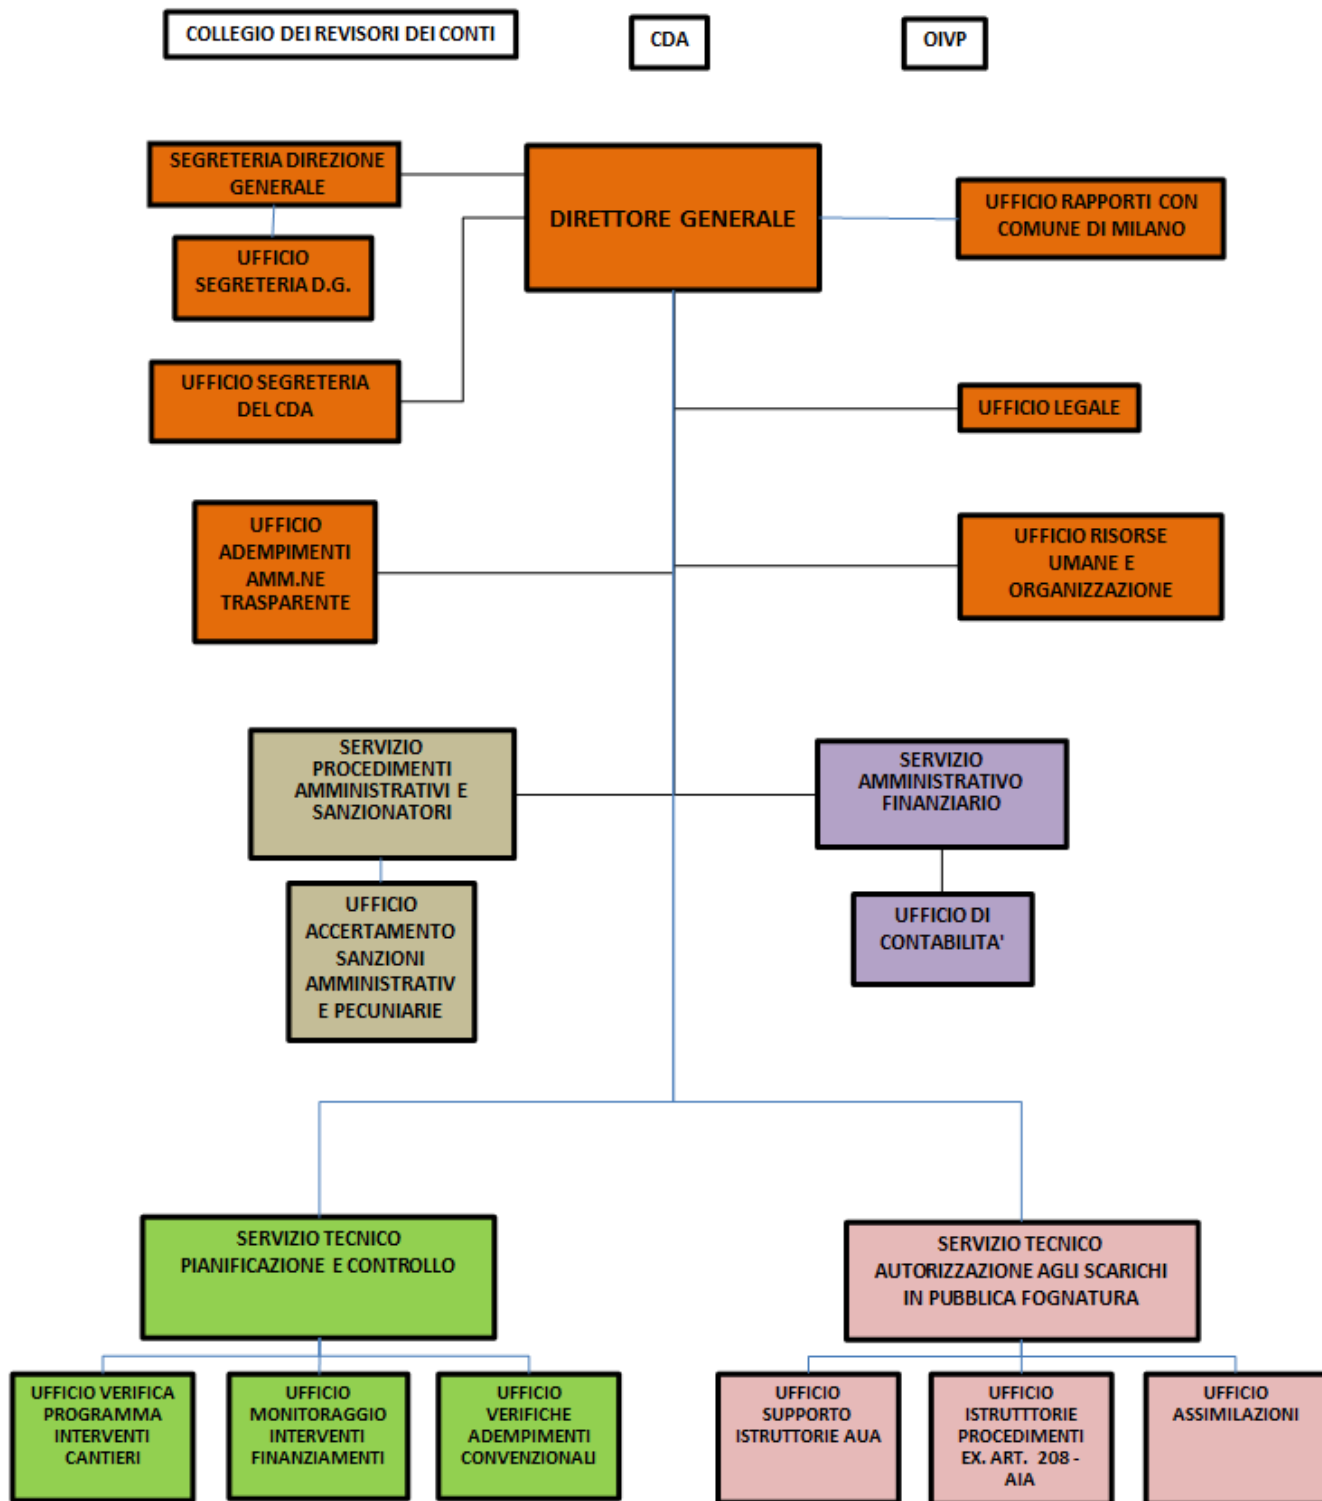 COLLEGIO DEI REVISORI DEI CONTI
CDA
OIVP
SEGRETERIA DIREZIONE
GENERALE
DIRETTORE GENERALE
UFFICIO RAPPORTI CON
COMUNE DI MILANO
UFFICIO
SEGRETERIA D.G.
UFFICIO SEGRETERIA
DEL CDA
UFFICIO LEGALE
UFFICIO
ADEMPIMENTI
AMM.NE
TRASPARENTE
UFFICIO RISORSE
UMANE E
ORGANIZZAZIONE
SERVIZIO
PROCEDIMENTI
AMMINISTRATIVI E
SANZIONATORI
SERVIZIO
AMMINISTRATIVO
FINANZIARIO
UFFICIO
ACCERTAMENTO
SANZIONI
AMMINISTRATIV
E PECUNIARIE
UFFICIO DI
CONTABILITA'
SERVIZIO TECNICO
PIANIFICAZIONE E CONTROLLO
SERVIZIO TECNICO
AUTORIZZAZIONE AGLI SCARICHI
IN PUBBLICA FOGNATURA
UFFICIO VERIFICA
PROGRAMMA
INTERVENTI
CANTIERI
UFFICIO
MONITORAGGIO
INTERVENTI
FINANZIAMENTI
UFFICIO
VERIFICHE
ADEMPIMENTI
CONVENZIONALI
UFFICIO
SUPPORTO
ISTRUTTORIE AUA
UFFICIO
ISTRUTTTORIE
PROCEDIMENTI
EX. ART. 208 -
AIA
UFFICIO
ASSIMILAZIONI